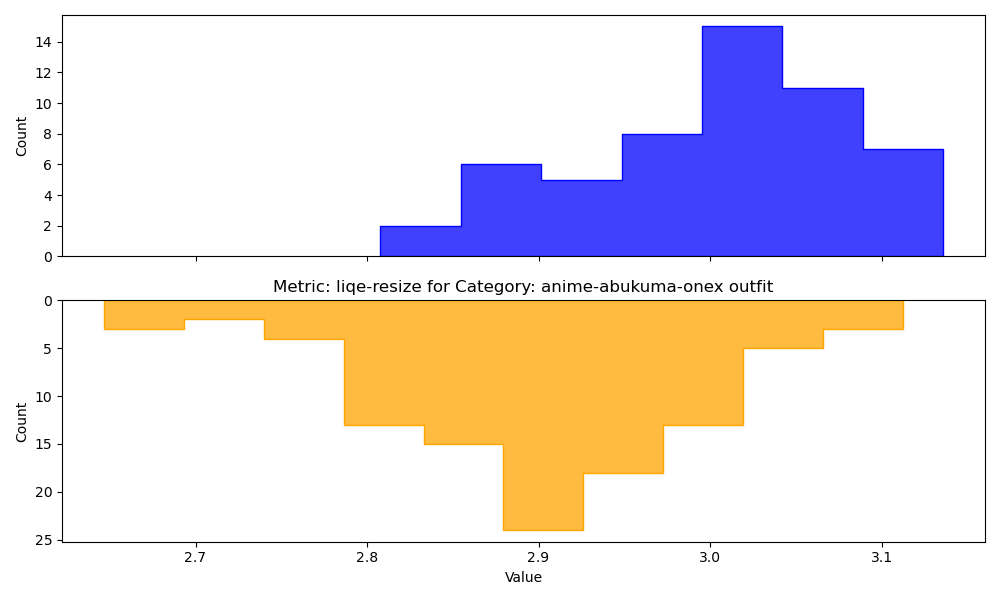 14
12
10
8
6
4
2
0
Count
Metric: liqe-resize for Category: anime-abukuma-onex outfit
0
5
10
15
20
25
Count
2.7 2.8 2.9 3.0 3.1
Value